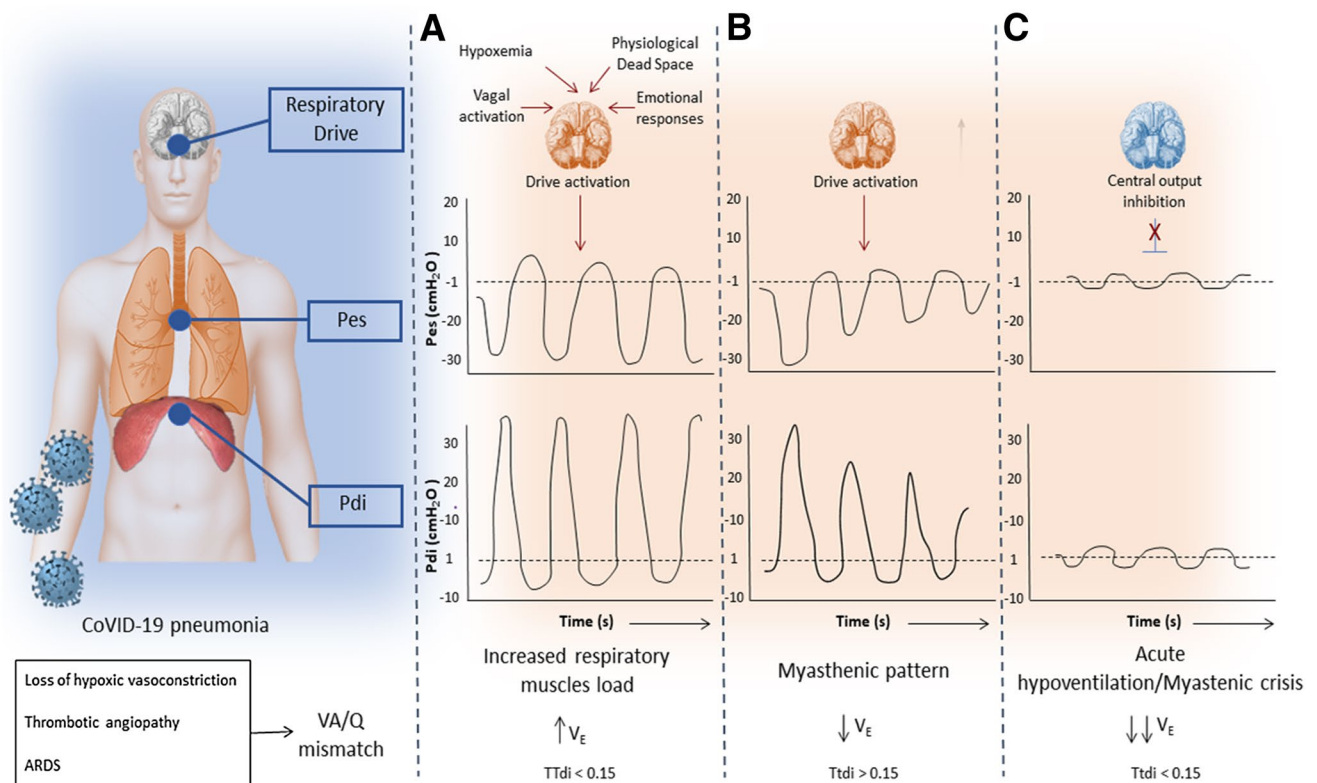 Respiratory
Drive
Pes
Pdi
CoVID-19 pneumonia
Loss of hypoxic vasoconstriction
Thrombotic angiopathy
ARDS
VA/Q
mismatch
A
Hypoxemia
Physiological
Dead Space
Vagal
activation
Emotional
responses
Drive activation
Pes (cmH2O)
20
10
-1
-20
-30
Pdi (cmH2O)
30
20
-10
1
-10
Time (s)
Increased respiratory
muscles load
↑ VE
TTdi < 0.15
B
Drive activation
20
10
-1
-20
-30
30
20
-10
1
-10
Time (s)
Myasthenic pattern
↓ VE
Ttdi > 0.15
C
Central output
inhibition
X
20
10
-1
-20
-30
30
20
-10
1
-10
Time (s)
Acute
hypoventilation/Myastenic crisis
↓↓ VE
Ttdi < 0.15